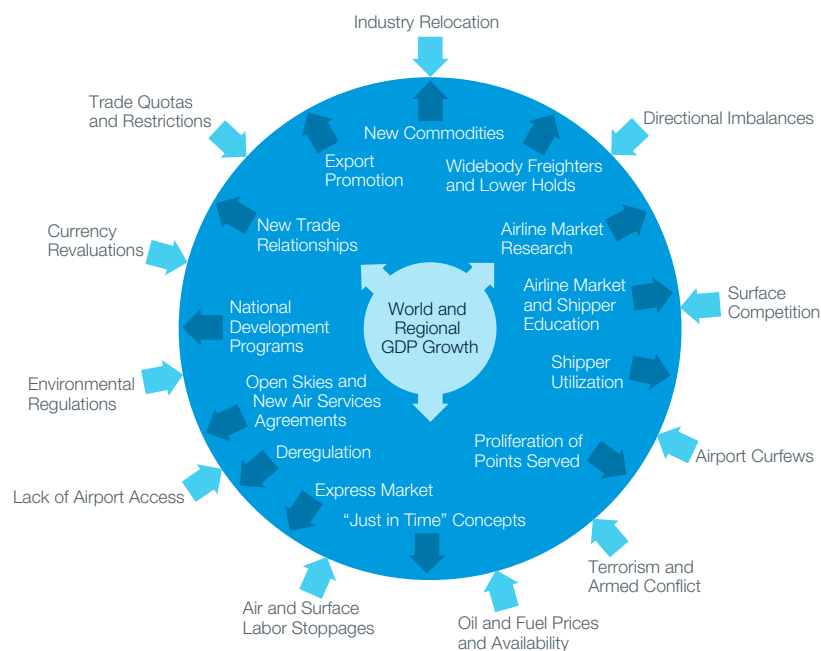 Industry Relocation
Trade Quotas
and Restrictions
Directional Imbalances
New Commodities
Export
Promotion
Widebody Freighters
and Lower Holds
New Trade
Relationships
Airline Market
Research
Currency
Revaluations
Airline Market
and Shipper
Education
Surface
Competition
World and
Regional
GDP Growth
National
Development
Programs
Shipper
Utilization
Environmental
Regulations
Open Skies and
New Air Services
Agreements
Deregulation
Proliferation of
Points Served
Airport Curfews
Lack of Airport Access
Express Market
“Just in Time” Concepts
Terrorism and
Armed Conflict
Air and Surface
Labor Stoppages
Oil and Fuel Prices
and Availability